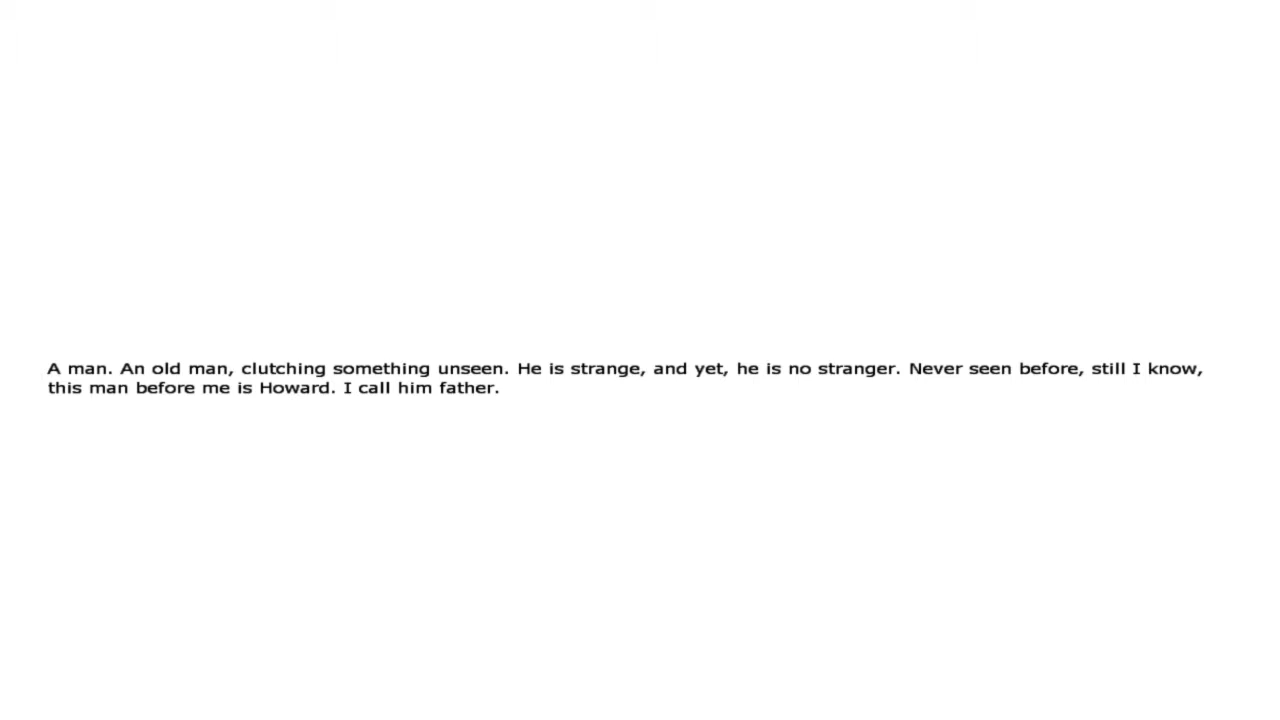 A man. An old man, clutching something unseen. He is strange, and yet, he is no stranger. Never seen before, still I know,
this man before me is Howard. I call him father.